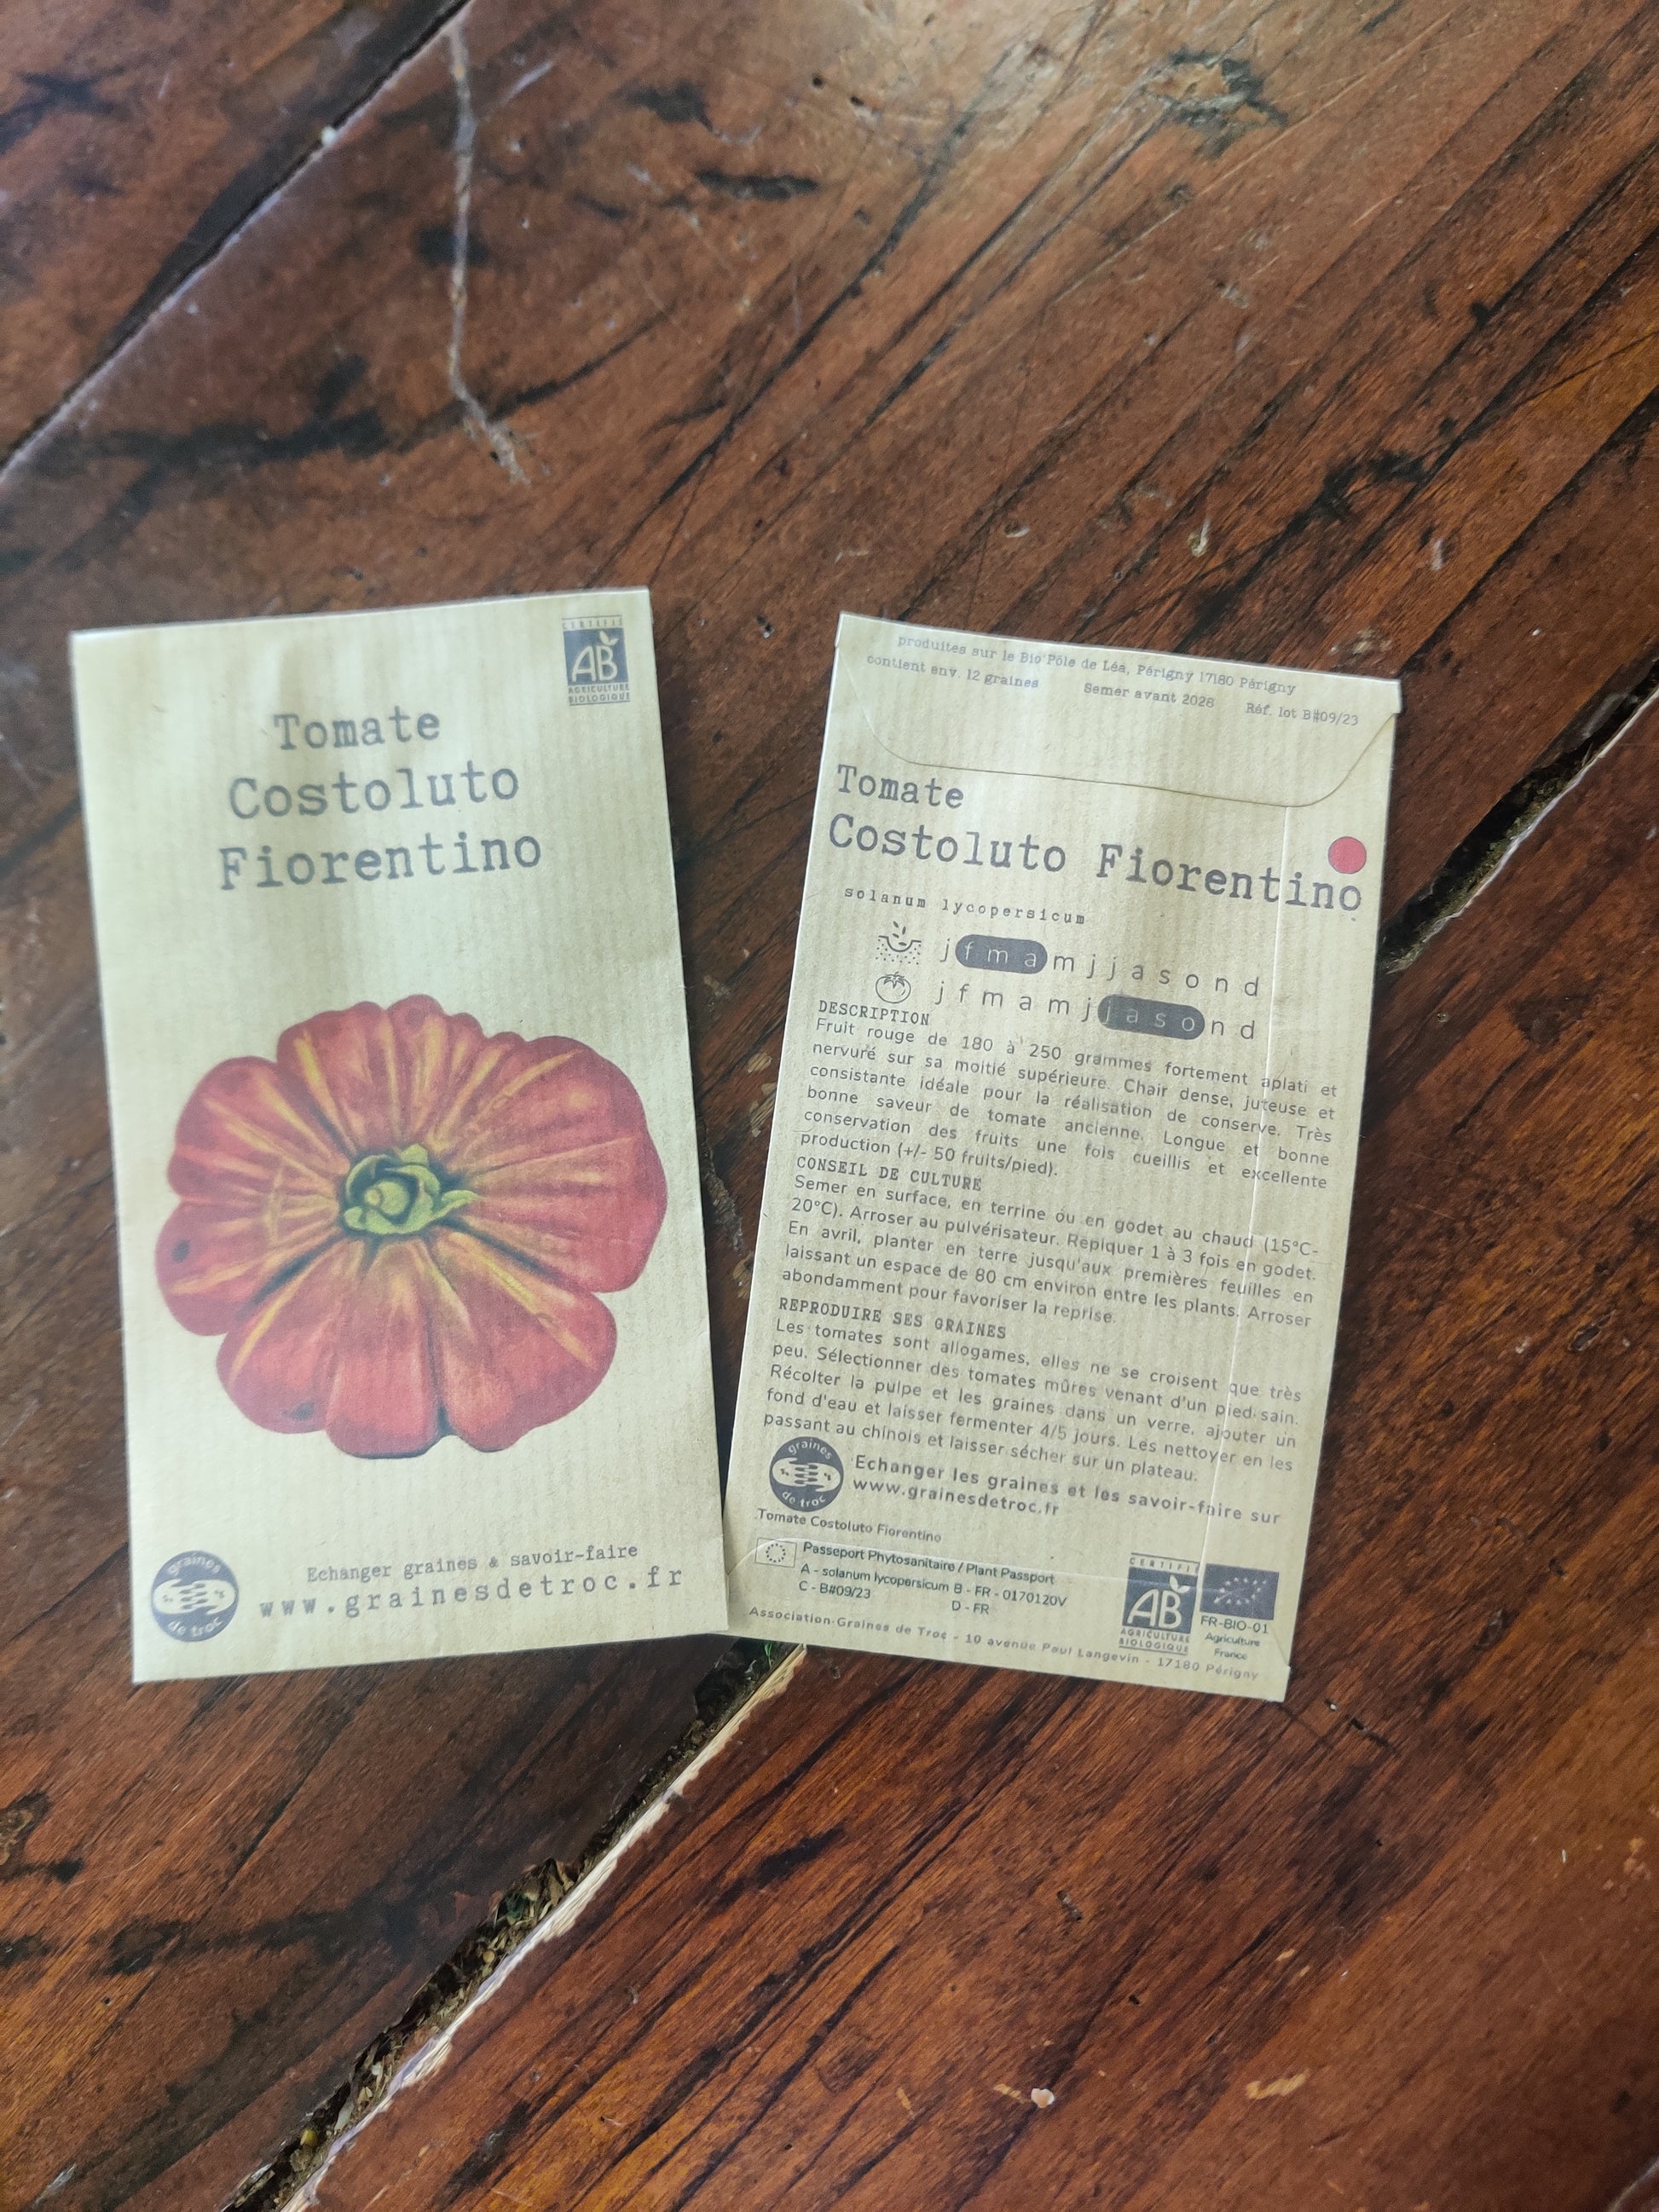 CERTIFIÉ
AB
AGRICULTURE
BIOLOGIQUE
Tomate
Costoluto
Fiorentino
graines
de troc
Echanger graines & savoir-faire
www.grainesdetroc.fr
produites sur le Bio'Pôle de Léa, Périgny 17180 Périgny
contient env. 12 graines Semer avant 2026 Réf. lot B#09/23
Tomate
Costoluto Fiorentino
solanum lycopersicum
j f m a m j j a s o n d
j f m a m j j a s o n d
DESCRIPTION
Fruit rouge de 180 à 250 grammes fortement aplati et
nervuré sur sa moitié supérieure. Chair dense, juteuse et
consistante idéale pour la réalisation de conserve. Très
bonne saveur de tomate ancienne. Longue et bonne
conservation des fruits une fois cueillis et excellente
production (+/- 50 fruits/pied).
CONSEIL DE CULTURE
Semer en surface, en terrine ou en godet au chaud (15°C-
20°C). Arroser au pulvérisateur. Repiquer 1 à 3 fois en godet.
En avril, planter en terre jusqu'aux premières feuilles en
laissant un espace de 80 cm environ entre les plants. Arroser
abondamment pour favoriser la reprise.
REPRODUIRE SES GRAINES
Les tomates sont allogames, elles ne se croisent que très
peu. Sélectionner des tomates mûres venant d'un pied sain.
Récolter la pulpe et les graines dans un verre, ajouter un
fond d'eau et laisser fermenter 4/5 jours. Les nettoyer en les
passant au chinois et laisser sécher sur un plateau.
graines
de troc
Echanger les graines et les savoir-faire sur
www.grainesdetroc.fr
Tomate Costoluto Fiorentino
Passeport Phytosanitaire / Plant Passport
A - solanum lycopersicum B - FR - 0170120V
C - B#09/23 D - FR
CERTIFIÉ
AB
AGRICULTURE
BIOLOGIQUE
FR-BIO-01
Agriculture
France
Association Graines de Troc - 10 avenue Paul Langevin - 17180 Périgny